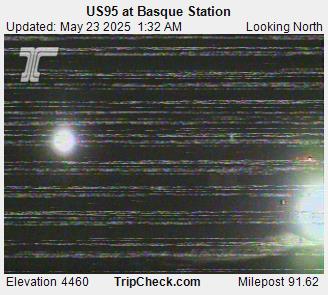 US95 at Basque Station
Updated: May 23 2025 1:32 AM Looking North
Elevation 4460 TripCheck.com Milepost 91.62